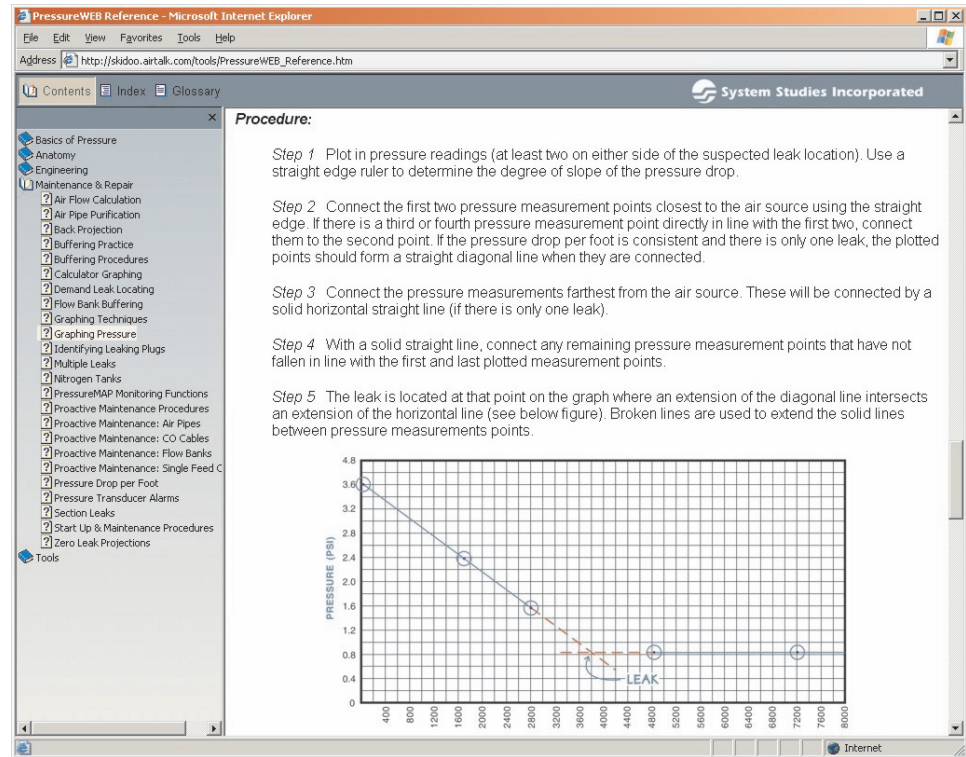 PressureWEB Reference - Microsoft Internet Explorer
File Edit View Favorites Tools Help
Address http://skidoo.airtalk.com/tools/PressureWEB_Reference.htm
Contents Index Glossary
System Studies Incorporated
Basics of Pressure
Anatomy
Engineering
Maintenance & Repair
Air Flow Calculation
Air Pipe Purification
Back Projection
Buffering Practice
Buffering Procedures
Calculator Graphing
Demand Leak Locating
Flow Bank Buffering
Graphing Techniques
Graphing Pressure
Identifying Leaking Plugs
Multiple Leaks
Nitrogen Tanks
PressureMAP Monitoring Functions
Proactive Maintenance Procedures
Proactive Maintenance: Air Pipes
Proactive Maintenance: CO Cables
Proactive Maintenance: Flow Banks
Proactive Maintenance: Single Feed C
Pressure Drop per Foot
Pressure Transducer Alarms
Section Leaks
Start Up & Maintenance Procedures
Zero Leak Projections
Tools
Procedure:
Step 1 Plot in pressure readings (at least two on either side of the suspected leak location). Use a
straight edge ruler to determine the degree of slope of the pressure drop.
Step 2 Connect the first two pressure measurement points closest to the air source using the straight
edge. If there is a third or fourth pressure measurement point directly in line with the first two, connect
them to the second point. If the pressure drop per foot is consistent and there is only one leak, the plotted
points should form a straight diagonal line when they are connected.
Step 3 Connect the pressure measurements farthest from the air source. These will be connected by a
solid horizontal straight line (if there is only one leak).
Step 4 With a solid straight line, connect any remaining pressure measurement points that have not
fallen in line with the first and last plotted measurement points.
Step 5 The leak is located at that point on the graph where an extension of the diagonal line intersects
an extension of the horizontal line (see below figure). Broken lines are used to extend the solid lines
between pressure measurements points.
4.8
3.6
3.2
2.8
2.4
2.0
1.6
1.2
0.8
0.4
0
PRESSURE (PSI)
LEAK
400 800 1200 1600 2000 2400 2800 3200 3600 4000 4400 4800 5200 5600 6000 6400 6800 7200 7600 8000
Internet